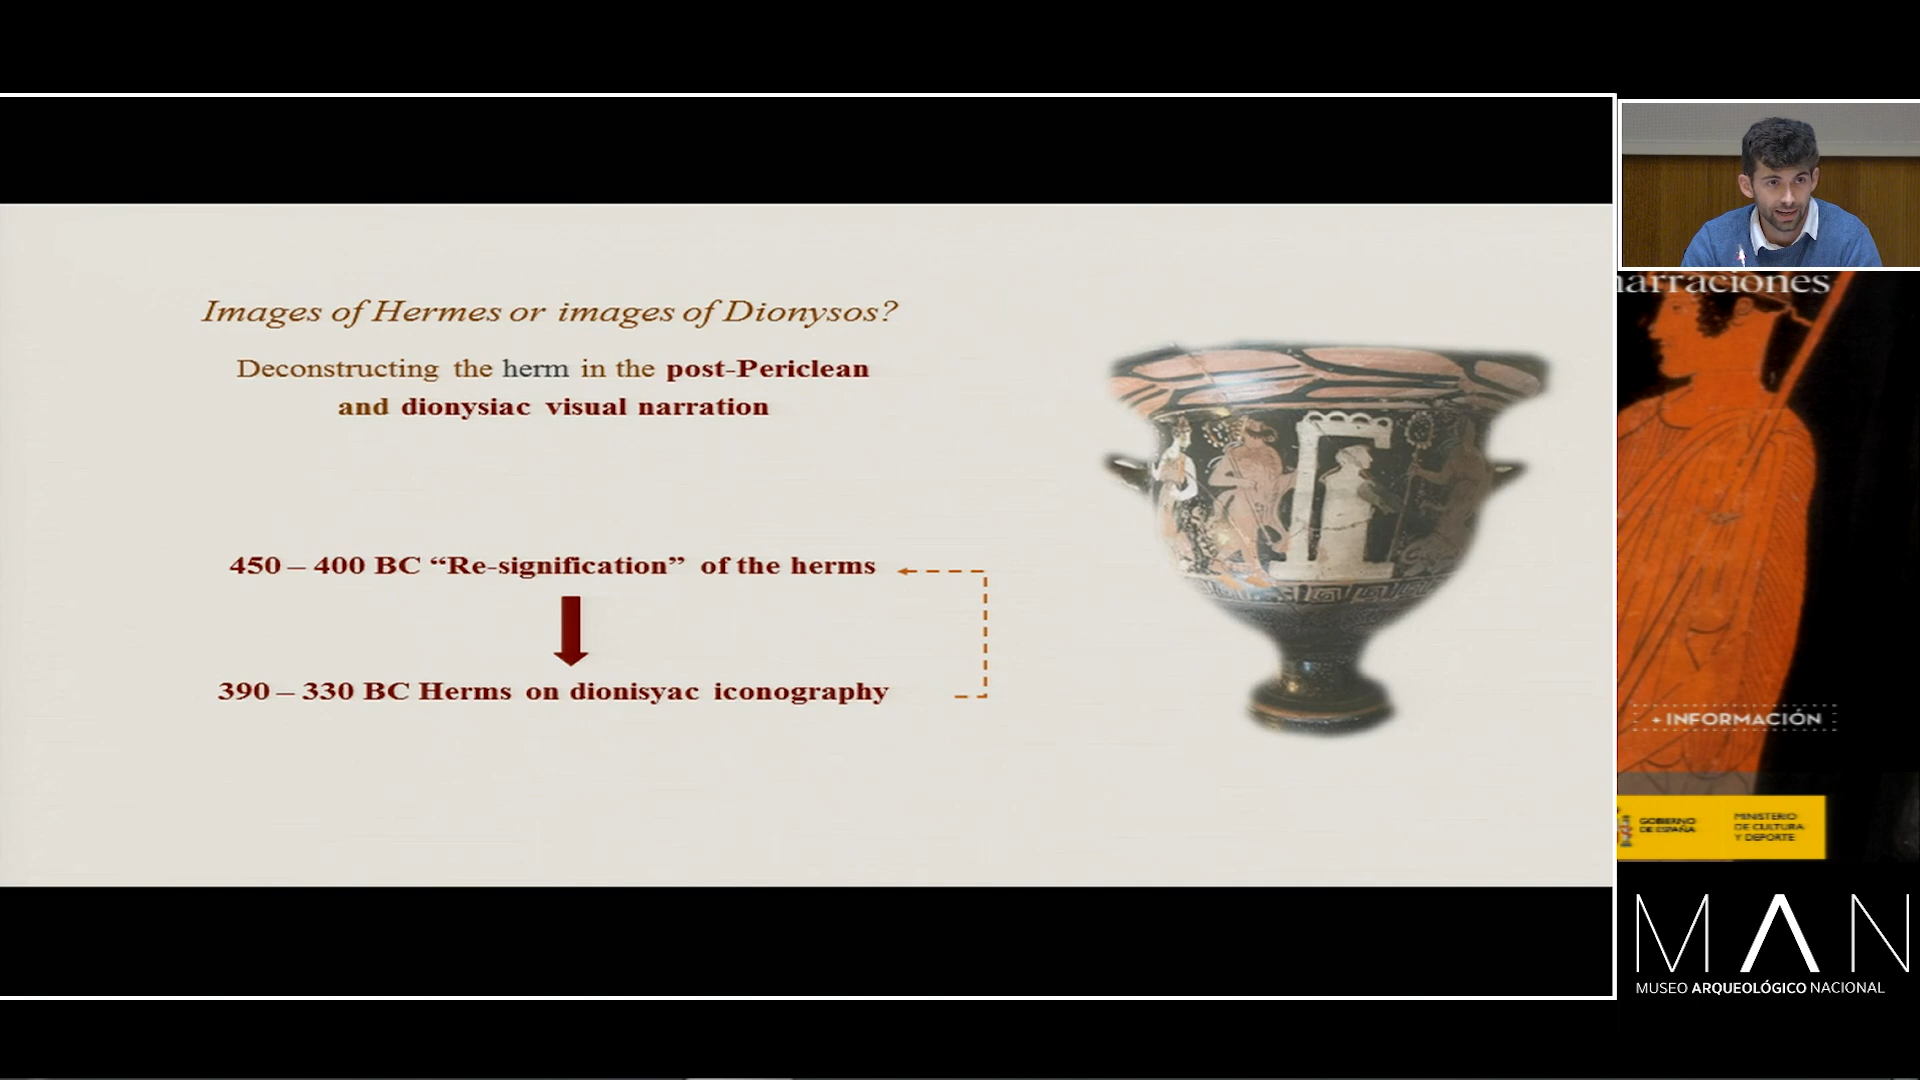 Images of Hermes or images of Dionysos?
Deconstructing the herm in the post-Periclean
and dionysiac visual narration
450 – 400 BC “Re-signification” of the herms
390 – 330 BC Herms on dionisyac iconography
narraciones
+ INFORMACIÓN
GOBIERNO
DE ESPAÑA
MINISTERIO
DE CULTURA
Y DEPORTE
MAN
MUSEO ARQUEOLÓGICO NACIONAL